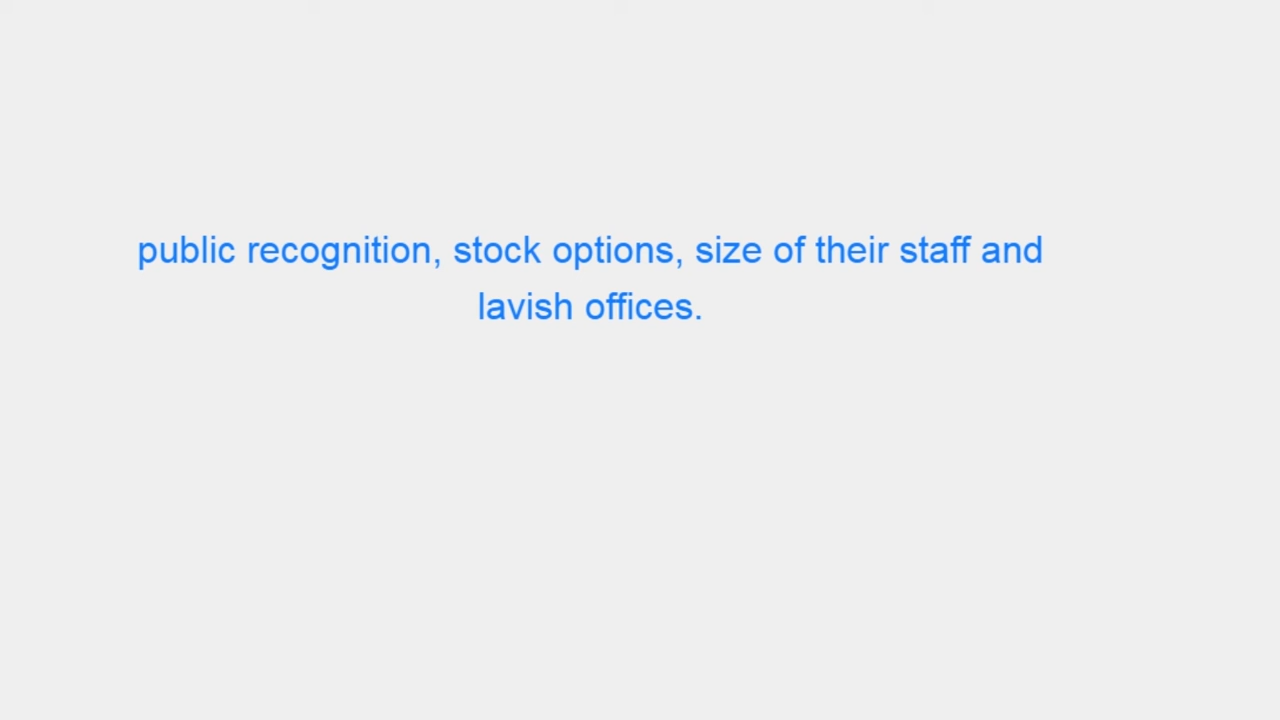 public recognition, stock options, size of their staff and
lavish offices.